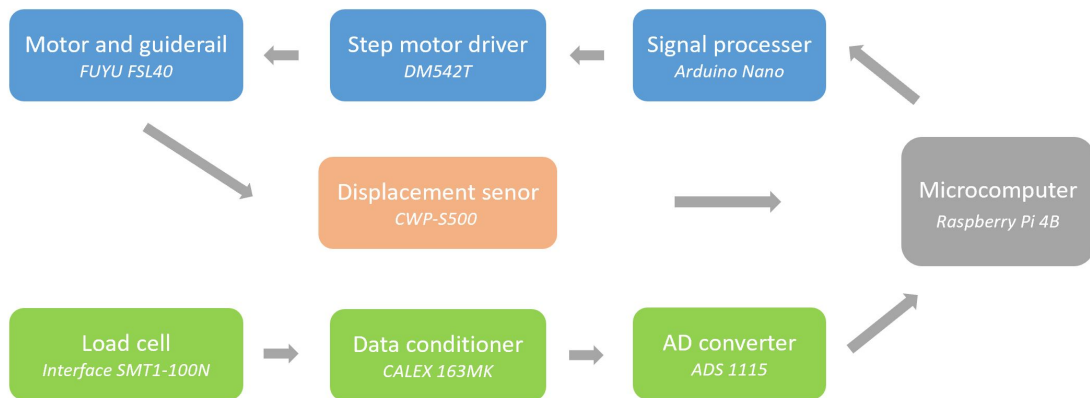 Motor and guiderail
FUYU FSL40
Step motor driver
DM542T
Signal processer
Arduino Nano
Displacement senor
CWP-S500
Microcomputer
Raspberry Pi 4B
Load cell
Interface SMT1-100N
Data conditioner
CALEX 163MK
AD converter
ADS 1115